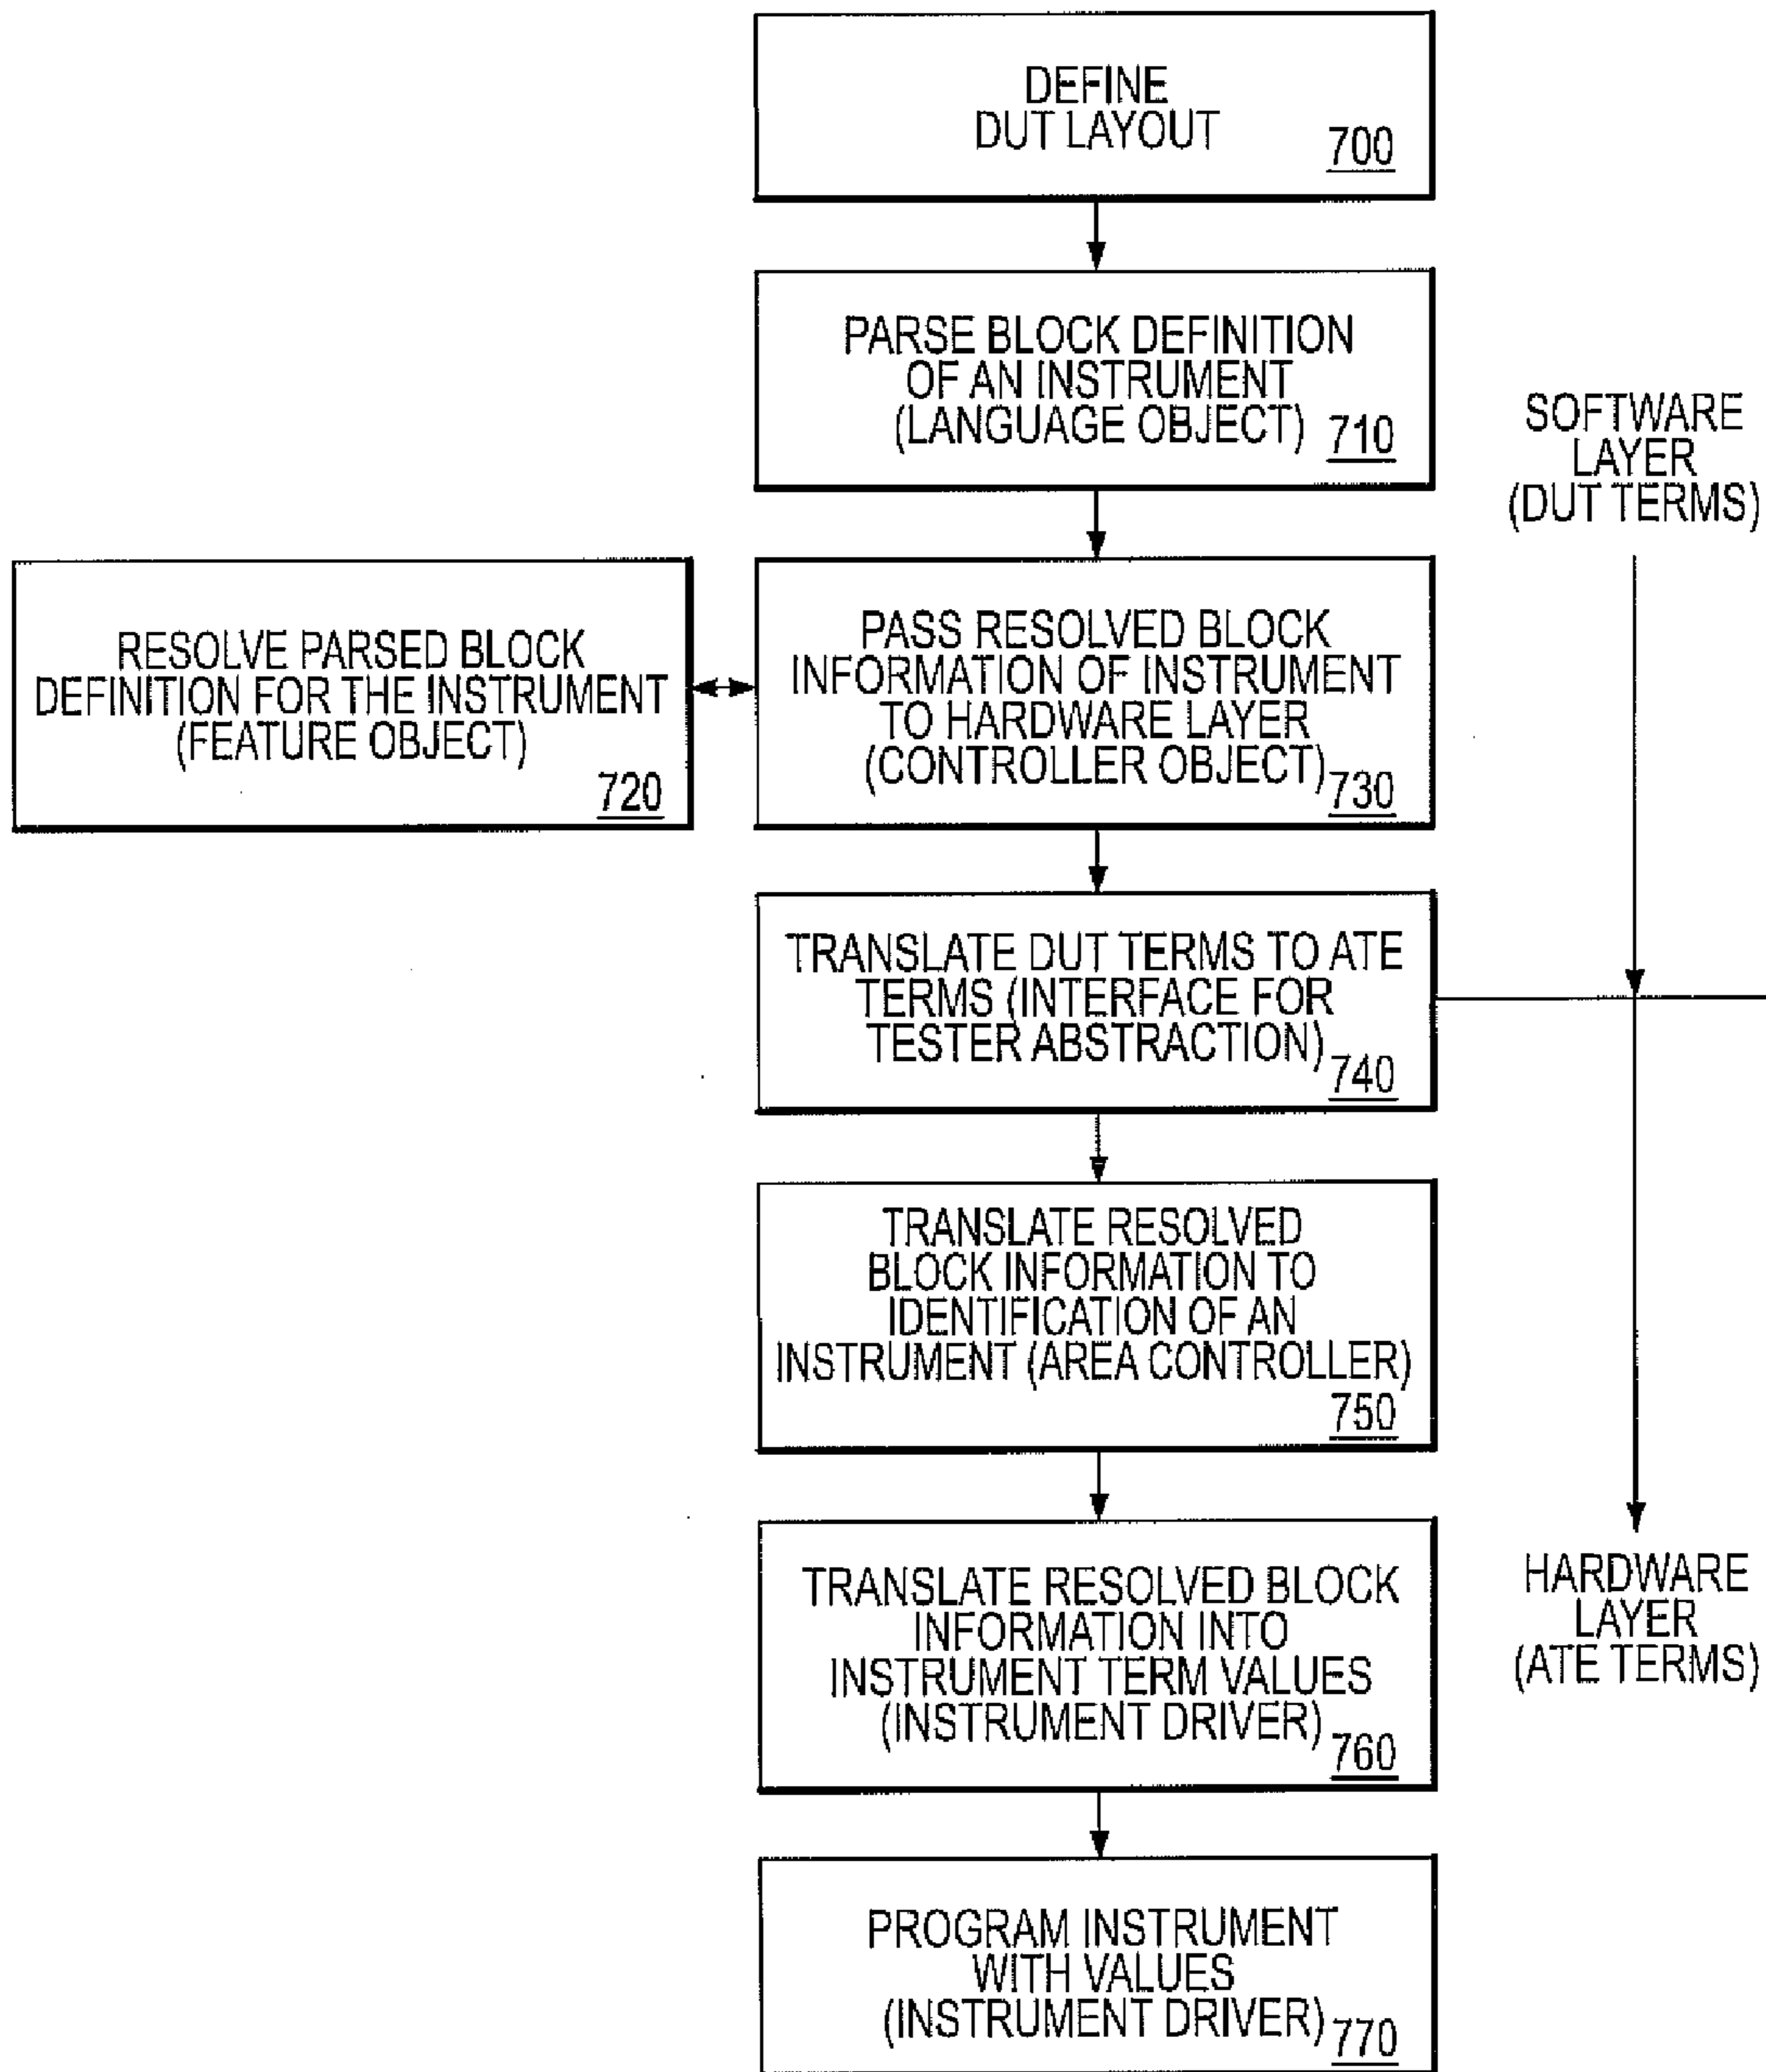 DEFINE
DUT LAYOUT
700
PARSE BLOCK DEFINITION
OF AN INSTRUMENT
(LANGUAGE OBJECT)
710
SOFTWARE
LAYER
(DUT TERMS)
RESOLVE PARSED BLOCK
DEFINITION FOR THE INSTRUMENT
(FEATURE OBJECT)
720
PASS RESOLVED BLOCK
INFORMATION OF INSTRUMENT
TO HARDWARE LAYER
(CONTROLLER OBJECT)
730
TRANSLATE DUT TERMS TO ATE
TERMS (INTERFACE FOR
TESTER ABSTRACTION)
740
TRANSLATE RESOLVED
BLOCK INFORMATION TO
IDENTIFICATION OF AN
INSTRUMENT (AREA CONTROLLER)
750
TRANSLATE RESOLVED BLOCK
INFORMATION INTO
INSTRUMENT TERM VALUES
(INSTRUMENT DRIVER)
760
HARDWARE
LAYER
(ATE TERMS)
PROGRAM INSTRUMENT
WITH VALUES
(INSTRUMENT DRIVER)
770